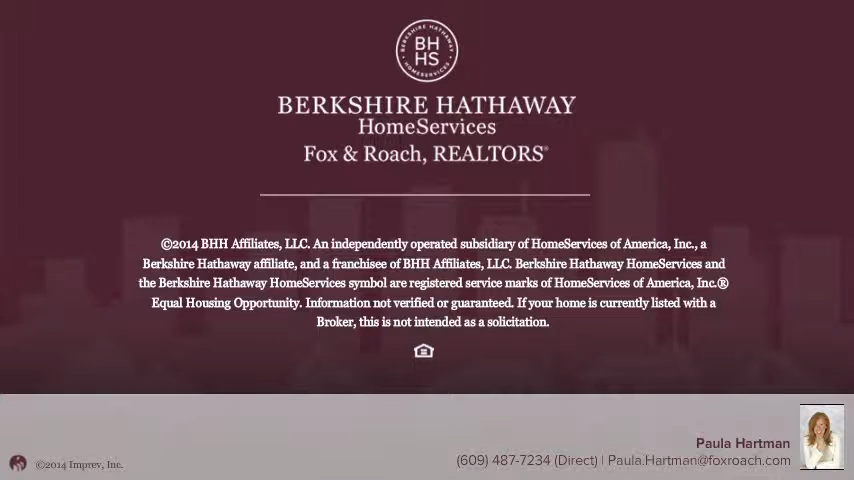 BERKSHIRE HATHAWAY
HOMESERVICES
BH
HS
BERKSHIRE HATHAWAY
HomeServices
Fox & Roach, REALTORS®
©2014 BHH Affiliates, LLC. An independently operated subsidiary of HomeServices of America, Inc., a
Berkshire Hathaway affiliate, and a franchisee of BHH Affiliates, LLC. Berkshire Hathaway HomeServices and
the Berkshire Hathaway HomeServices symbol are registered service marks of HomeServices of America, Inc.®
Equal Housing Opportunity. Information not verified or guaranteed. If your home is currently listed with a
Broker, this is not intended as a solicitation.
Paula Hartman
(609) 487-7234 (Direct) | Paula.Hartman@foxroach.com
©2014 Imprev, Inc.